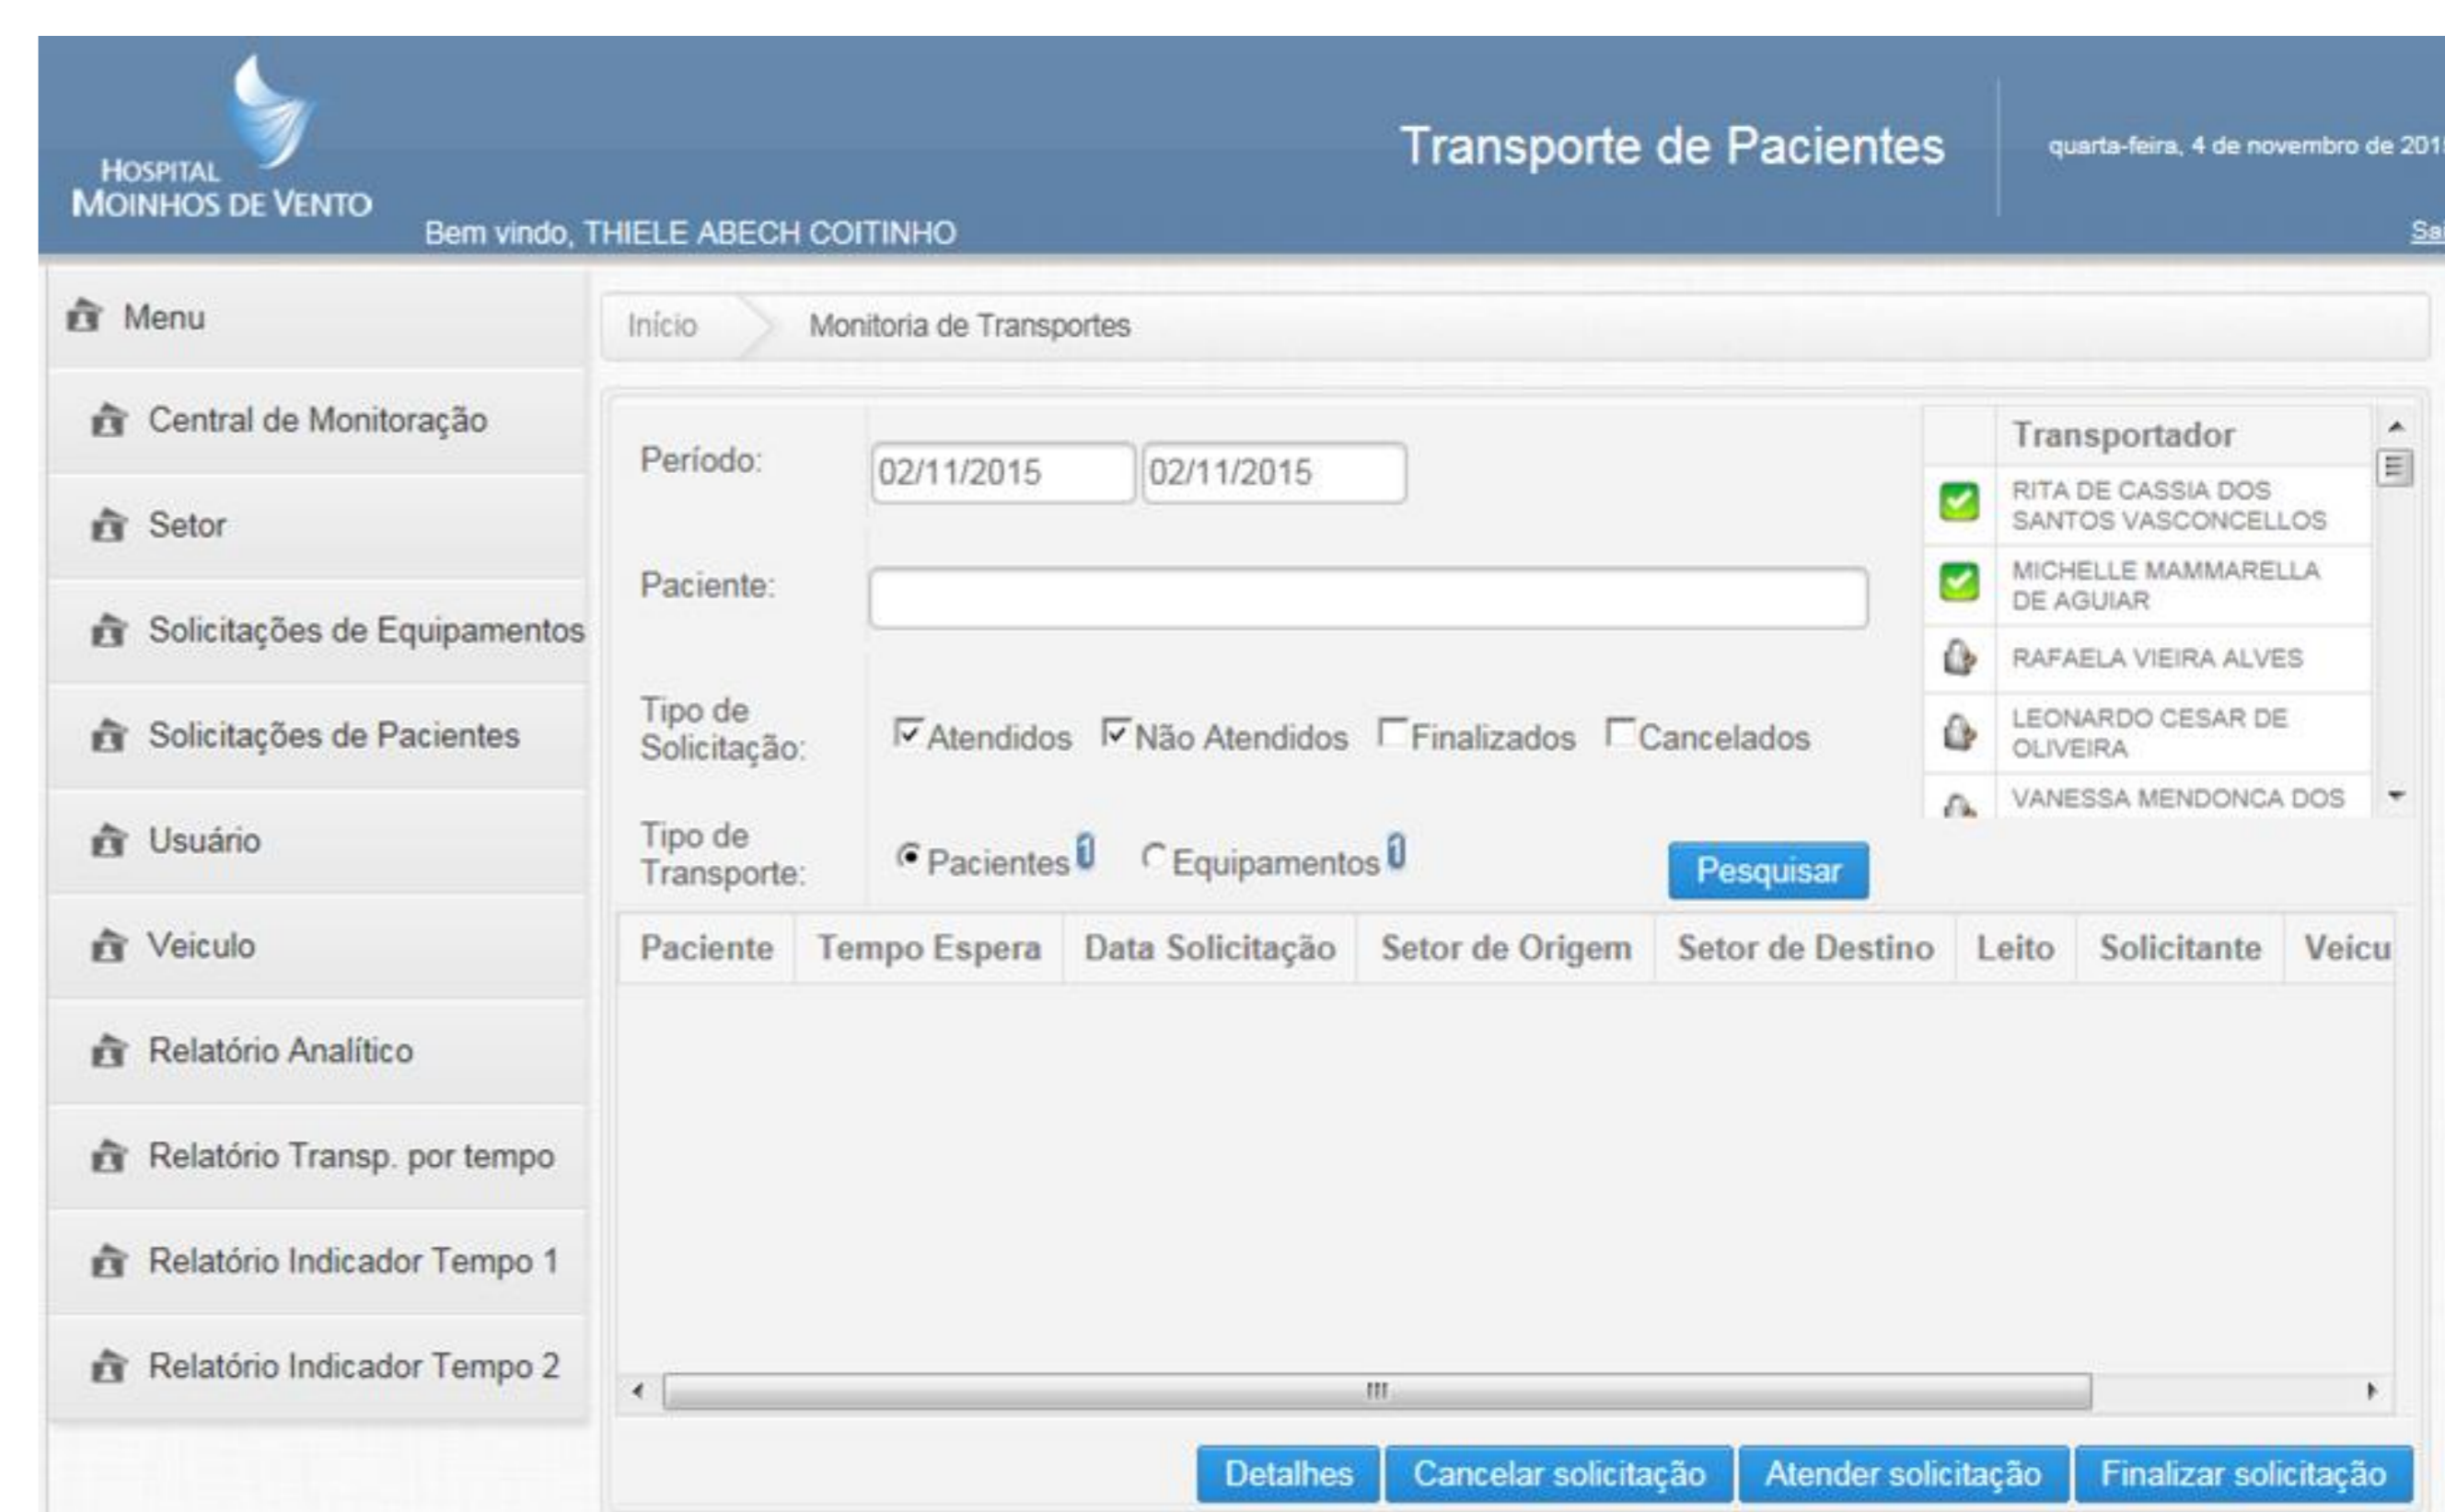 HOSPITAL
MOINHOS DE VENTO
Transporte de Pacientes
quarta-feira, 4 de novembro de 2015
Bem vindo, THIELE ABECH COITINHO
Sai
Menu
Central de Monitoração
Setor
Solicitações de Equipamentos
Solicitações de Pacientes
Usuário
Veiculo
Relatório Analítico
Relatório Transp. por tempo
Relatório Indicador Tempo 1
Relatório Indicador Tempo 2
Início Monitoria de Transportes
Período: 02/11/2015 02/11/2015
Paciente:
Tipo de
Solicitação: Atendidos Não Atendidos Finalizados Cancelados
Tipo de
Transporte: Pacientes Equipamentos Pesquisar
Transportador
RITA DE CASSIA DOS
SANTOS VASCONCELLOS
MICHELLE MAMMARELLA
DE AGUIAR
RAFAELA VIEIRA ALVES
LEONARDO CESAR DE
OLIVEIRA
VANESSA MENDONCA DOS
Paciente Tempo Espera Data Solicitação Setor de Origem Setor de Destino Leito Solicitante Veicu
Detalhes Cancelar solicitação Atender solicitação Finalizar solicitação